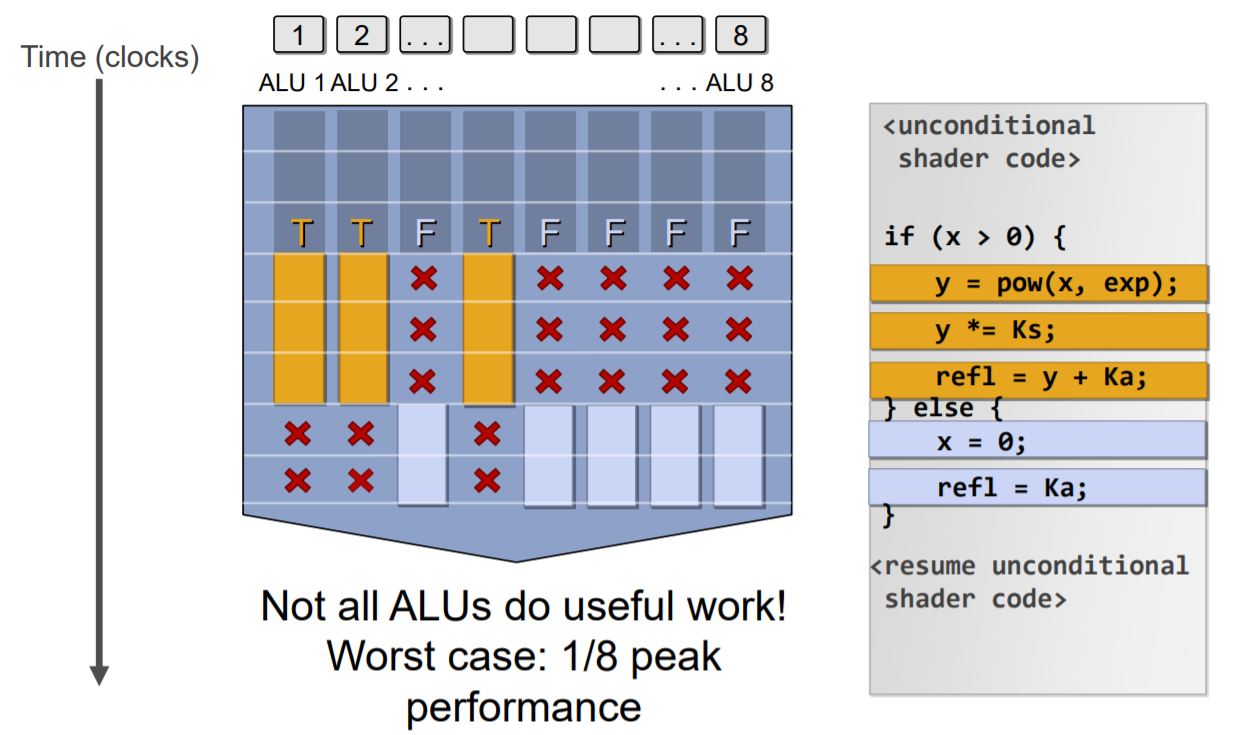 Time (clocks)
1 2 ... ... 8
ALU 1 ALU 2 . . . . . . ALU 8
T T F T F F F F
Not all ALUs do useful work!
Worst case: 1/8 peak
performance
<unconditional
shader code>
if (x > 0) {
y = pow(x, exp);
y *= Ks;
refl = y + Ka;
} else {
x = 0;
refl = Ka;
}
<resume unconditional
shader code>